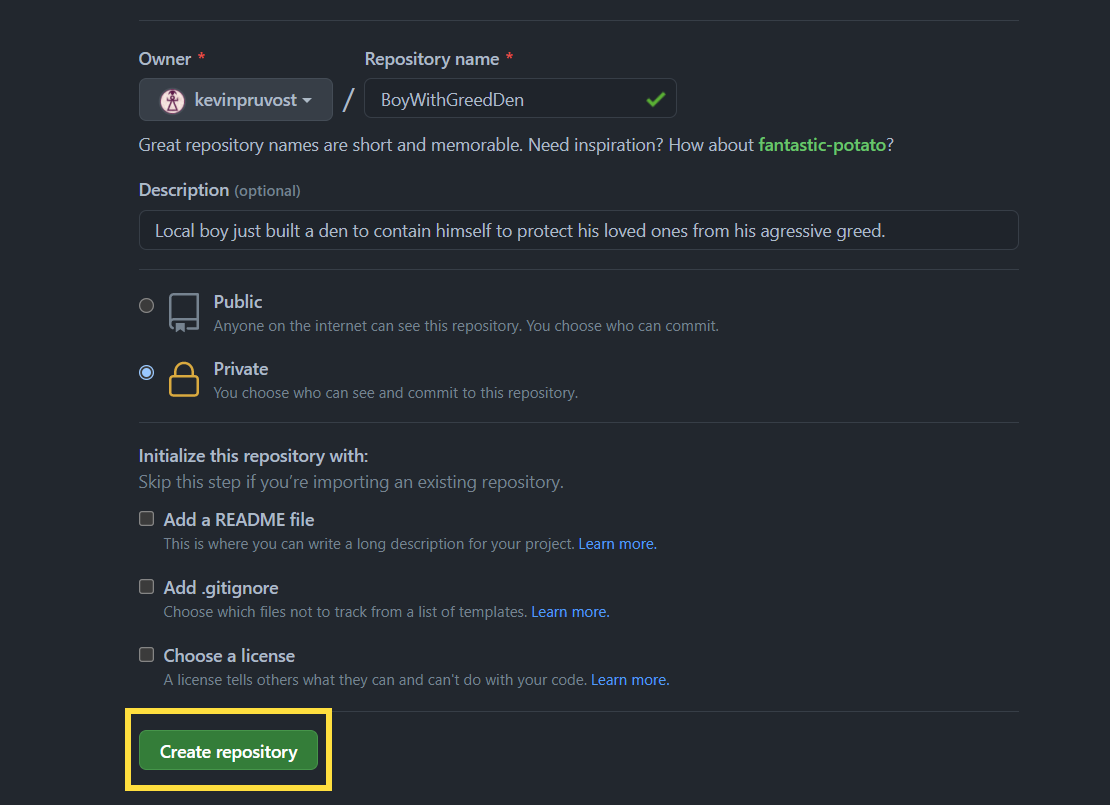 Owner * Repository name *
kevinpruvost / BoyWithGreedDen
Great repository names are short and memorable. Need inspiration? How about fantastic-potato?
Description (optional)
Local boy just built a den to contain himself to protect his loved ones from his agressive greed.
Public
Anyone on the internet can see this repository. You choose who can commit.
Private
You choose who can see and commit to this repository.
Initialize this repository with:
Skip this step if you’re importing an existing repository.
Add a README file
This is where you can write a long description for your project. Learn more.
Add .gitignore
Choose which files not to track from a list of templates. Learn more.
Choose a license
A license tells others what they can and can't do with your code. Learn more.
Create repository